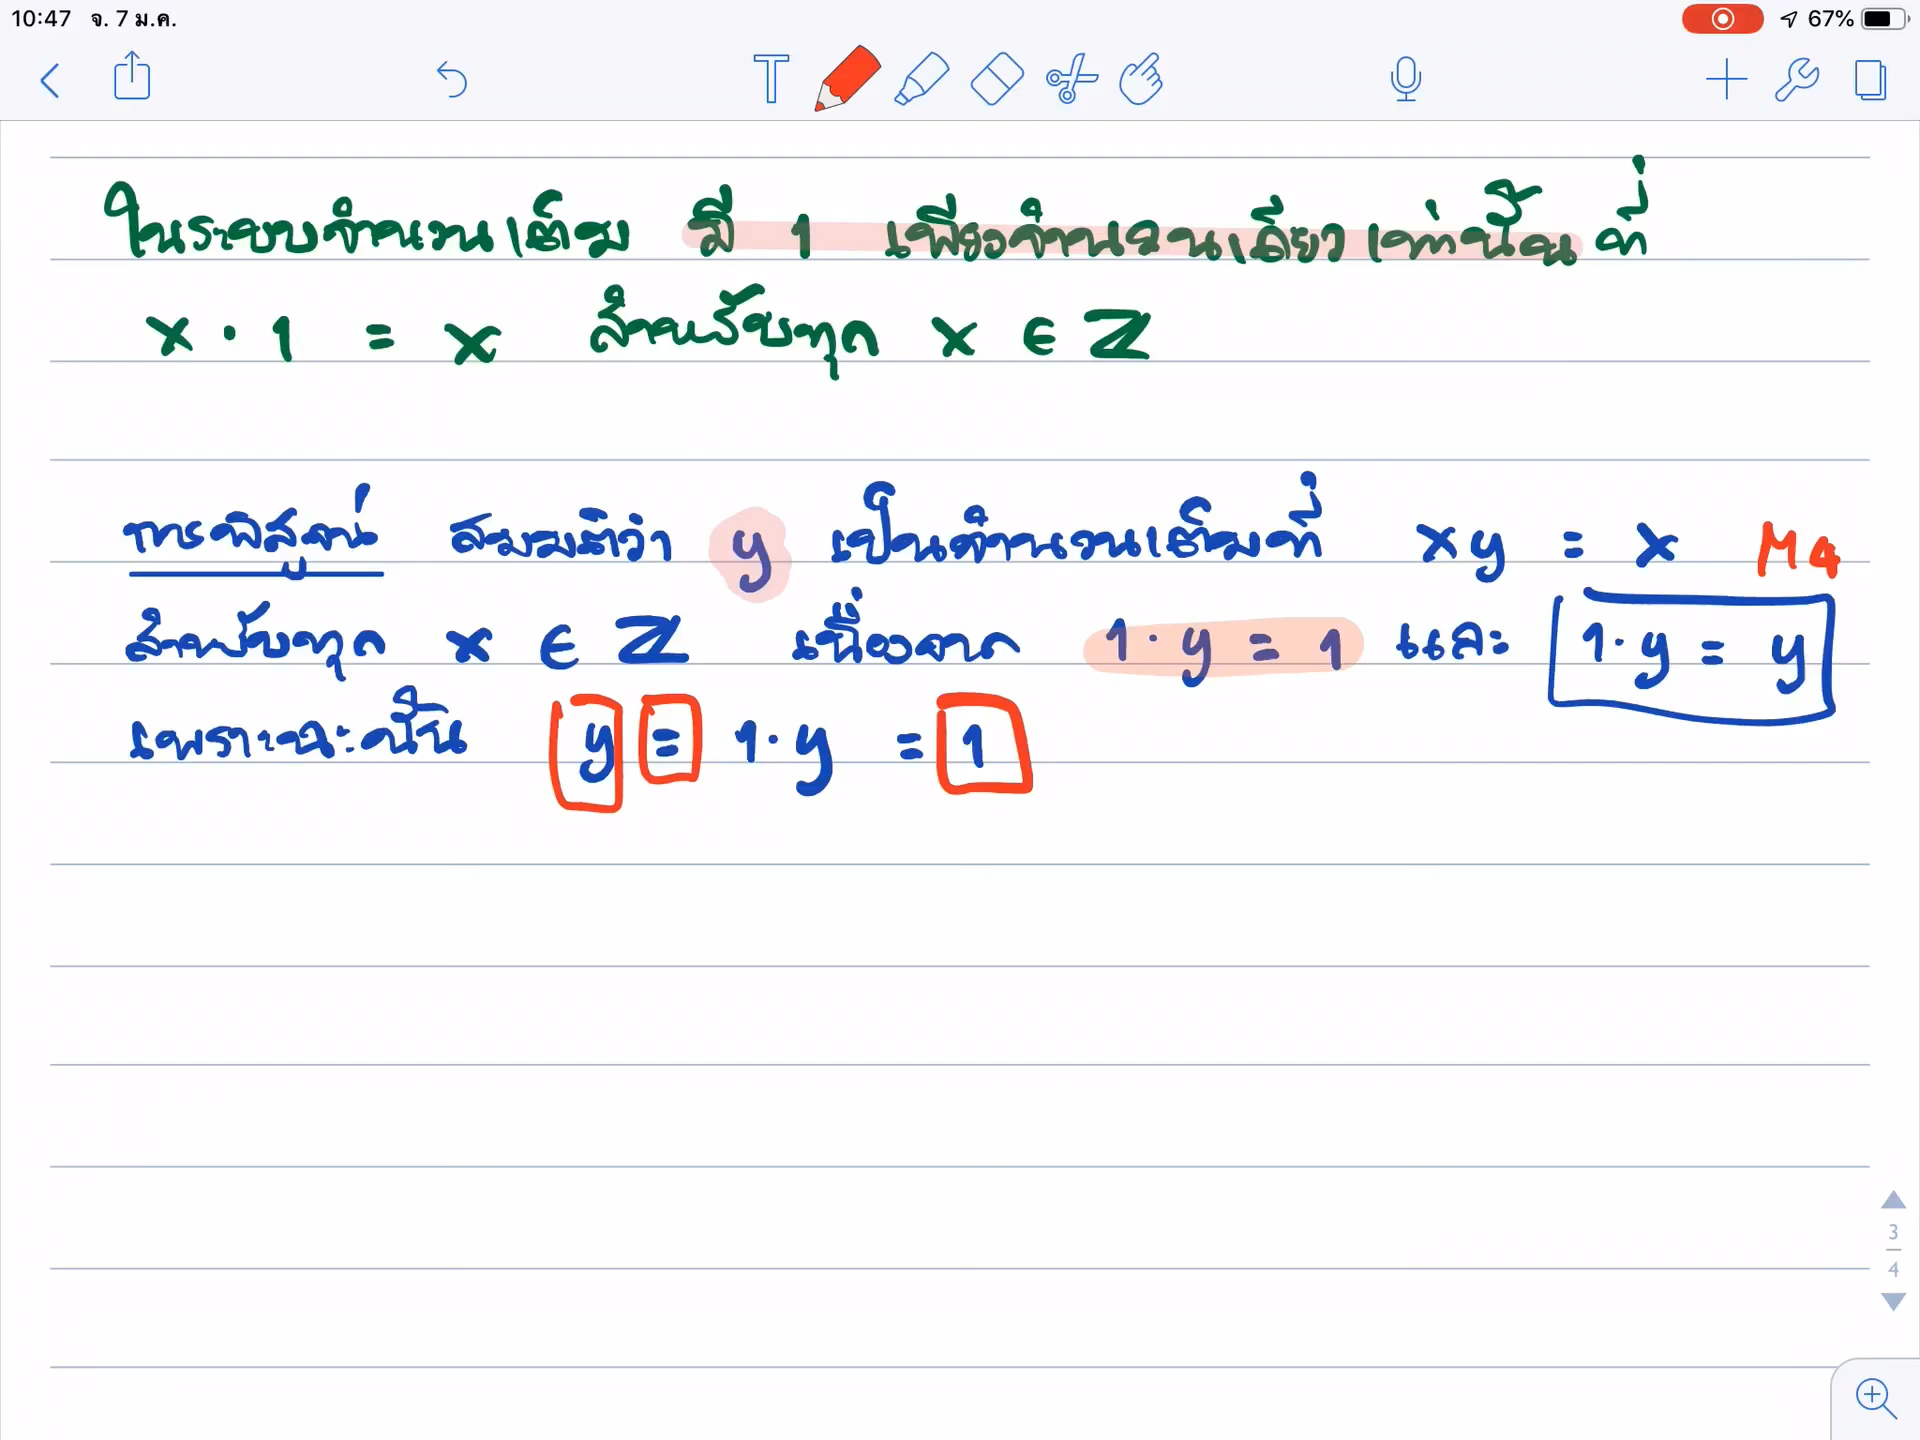 10:47 จ. 7 ม.ค. 67%
T
ในระบบจำนวนเต็ม มี 1 เพียงจำนวนเดียวเท่านั้น ที่
x · 1 = x สำหรับทุก x ∈ ℤ
การพิสูจน์ สมมติว่า y เป็นจำนวนเต็มที่ xy = x M4
สำหรับทุก x ∈ ℤ เนื่องจาก 1 · y = 1 และ 1 · y = y
เพราะฉะนั้น y = 1 · y = 1
3
4